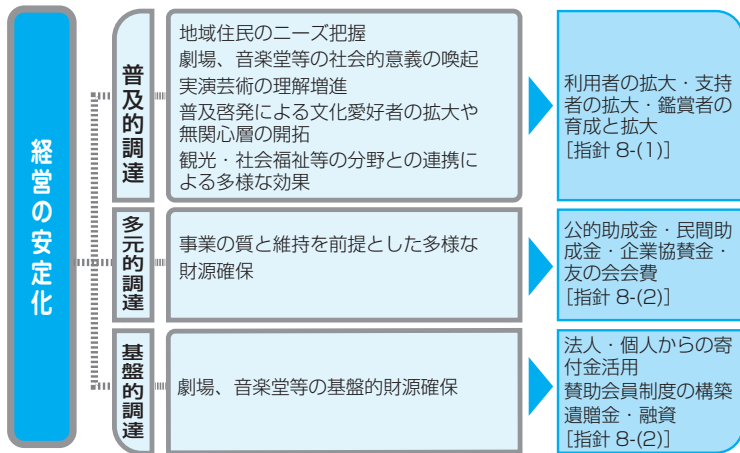 経営の安定化
普及的調達
地域住民のニーズ把握
劇場、音楽堂等の社会的意義の喚起
実演芸術の理解増進
普及啓発による文化愛好者の拡大や
無関心層の開拓
観光・社会福祉等の分野との連携に
よる多様な効果
利用者の拡大・支持
者の拡大・鑑賞者の
育成と拡大
［指針 8-(1)］
多元的調達
事業の質と維持を前提とした多様な
財源確保
公的助成金・民間助
成金・企業協賛金・
友の会会費
［指針 8-(2)］
基盤的調達
劇場、音楽堂等の基盤的財源確保
法人・個人からの寄
付金活用
賛助会員制度の構築
遺贈金・融資
［指針 8-(2)］